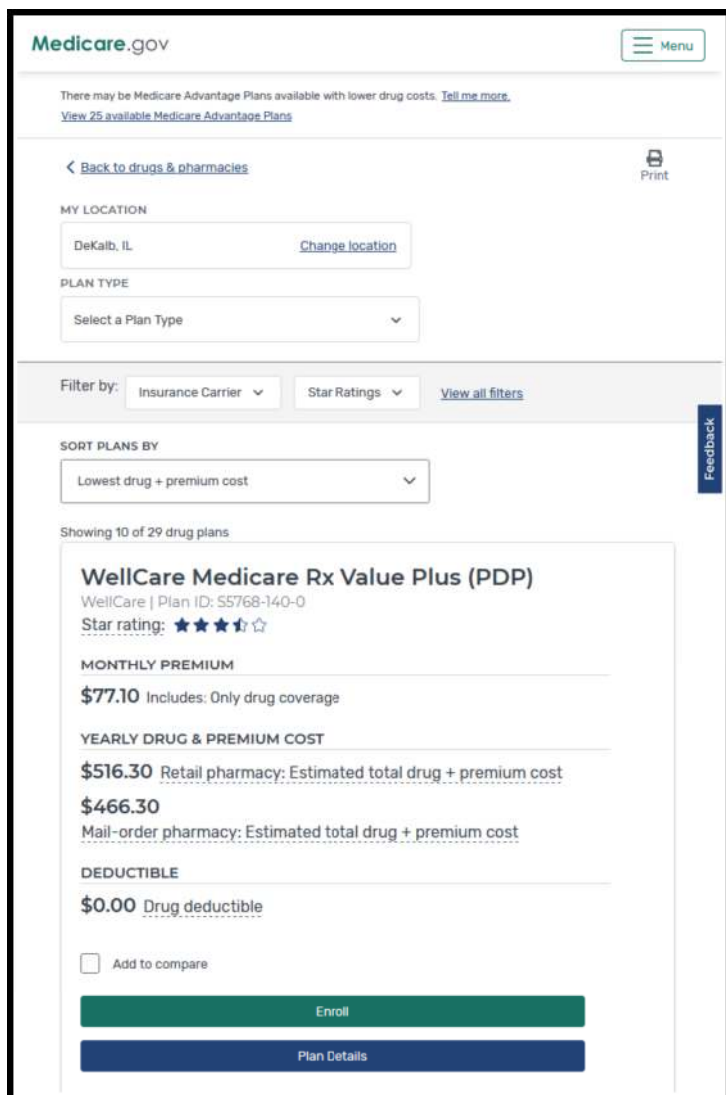 Medicare.gov
Menu
There may be Medicare Advantage Plans available with lower drug costs. Tell me more.
View 25 available Medicare Advantage Plans
Back to drugs & pharmacies
Print
MY LOCATION
DeKalb, IL Change location
PLAN TYPE
Select a Plan Type
Filter by: Insurance Carrier Star Ratings View all filters
Feedback
SORT PLANS BY
Lowest drug + premium cost
Showing 10 of 29 drug plans
WellCare Medicare Rx Value Plus (PDP)
WellCare | Plan ID: S5768-140-0
Star rating:
MONTHLY PREMIUM
$77.10 Includes: Only drug coverage
YEARLY DRUG & PREMIUM COST
$516.30 Retail pharmacy: Estimated total drug + premium cost
$466.30
Mail-order pharmacy: Estimated total drug + premium cost
DEDUCTIBLE
$0.00 Drug deductible
Add to compare
Enroll
Plan Details